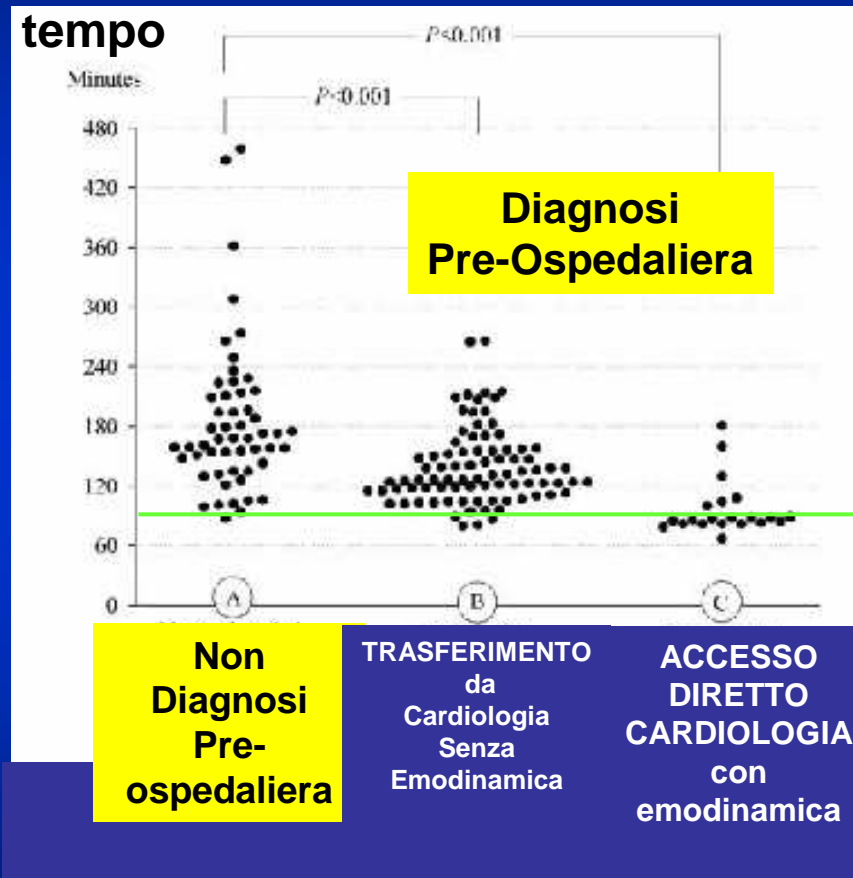 tempo
P<0.001
Minutes
P<0.001
480
420
360
300
240
180
120
60
0
Diagnosi
Pre-Ospedaliera
A
B
C
Non
Diagnosi
Pre-
ospedaliera
TRASFERIMENTO
da
Cardiologia
Senza
Emodinamica
ACCESSO
DIRETTO
CARDIOLOGIA
con
emodinamica